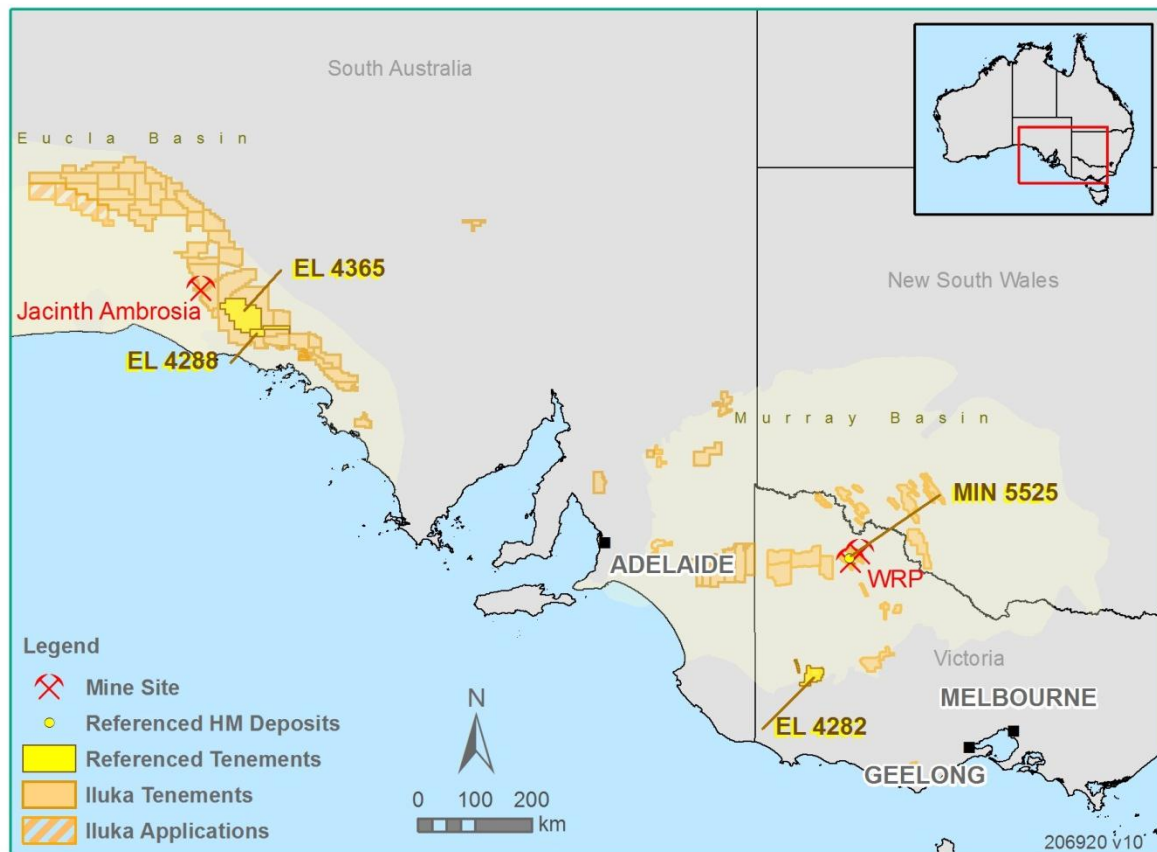 South Australia
Eucla Basin
EL 4365
Jacinth Ambrosia
EL 4288
New South Wales
Murray Basin
MIN 5525
ADELAIDE
WRP
Victoria
MELBOURNE
EL 4282
GEELONG
Legend
Mine Site
Referenced HM Deposits
Referenced Tenements
Iluka Tenements
Iluka Applications
N
0 100 200
km
206920 v10